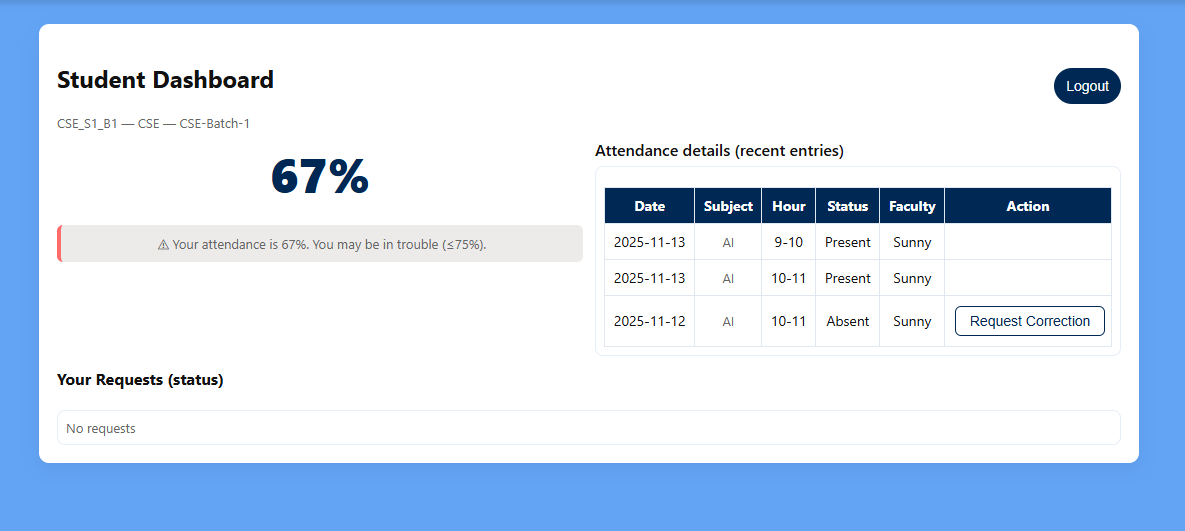 Student Dashboard
Logout
CSE_S1_B1 — CSE — CSE-Batch-1
67%
⚠ Your attendance is 67%. You may be in trouble (≤75%).
Attendance details (recent entries)
Date Subject Hour Status Faculty Action
2025-11-13 AI 9-10 Present Sunny
2025-11-13 AI 10-11 Present Sunny
2025-11-12 AI 10-11 Absent Sunny Request Correction
Your Requests (status)
No requests